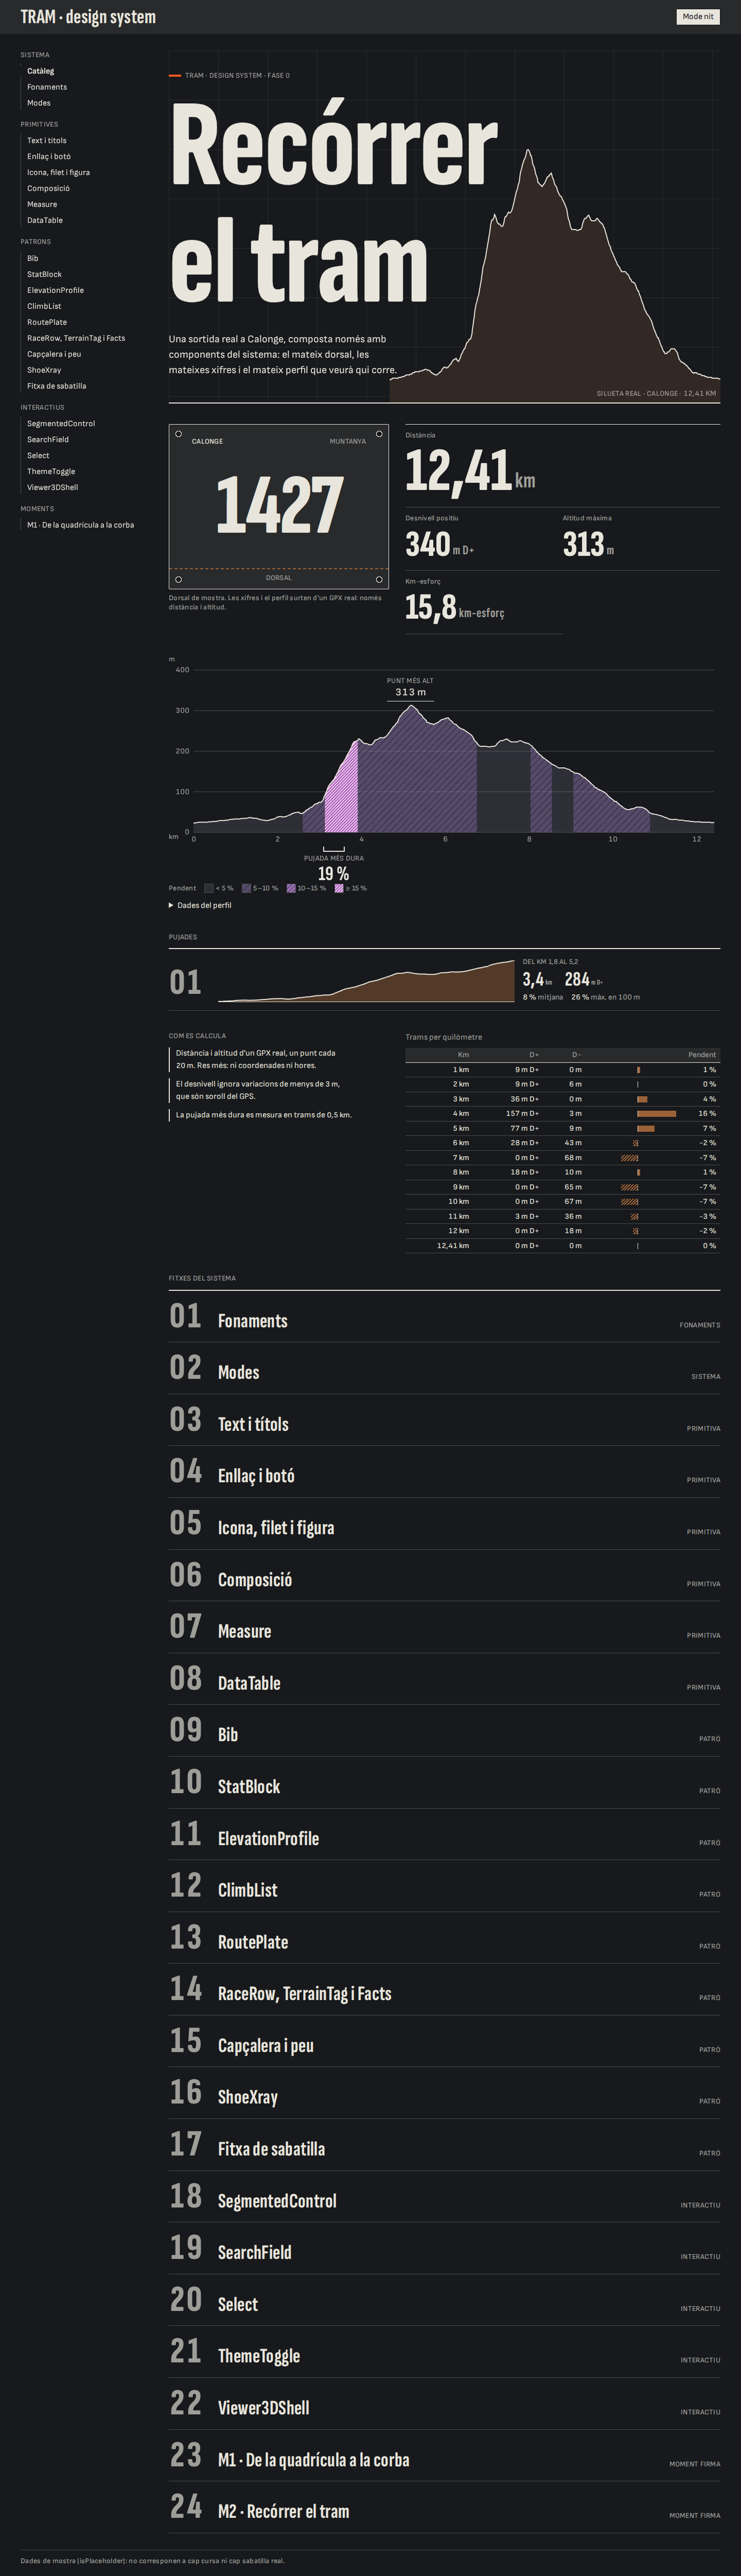 TRAM · design system
Mode nit
SISTEMA
Catàleg
Fonaments
Modes
PRIMITIVES
Text i títols
Enllaç i botó
Icona, filet i figura
Composició
Measure
DataTable
PATRONS
Bib
StatBlock
ElevationProfile
ClimbList
RoutePlate
RaceRow, TerrainTag i Facts
Capçalera i peu
ShoeXray
Fitxa de sabatilla
INTERACTIUS
SegmentedControl
SearchField
Select
ThemeToggle
Viewer3DShell
MOMENTS
M1 · De la quadrícula a la corba
TRAM · DESIGN SYSTEM · FASE 0
Recórrer
el tram
Una sortida real a Calonge, composta només amb
components del sistema: el mateix dorsal, les
mateixes xifres i el mateix perfil que veurà qui corre.
SILUETA REAL · CALONGE · 12,41 KM
CALONGE
MUNTANYA
1427
DORSAL
Dorsal de mostra. Les xifres i el perfil surten d'un GPX real: només
distància i altitud.
Distància
12,41 km
Desnivell positiu
340 m D+
Altitud màxima
313 m
Km-esforç
15,8 km-esforç
m
400
300
200
100
0
PUNT MÉS ALT
313 m
km
0 2 4 6 8 10 12
PUJADA MÉS DURA
19 %
Pendent < 5 % 5–10 % 10–15 % ≥ 15 %
Dades del perfil
PUJADES
01
DEL KM 1,8 AL 5,2
3,4 km 284 m D+
8 % mitjana 26 % màx. en 100 m
COM ES CALCULA
Distància i altitud d'un GPX real, un punt cada
20 m. Res més: ni coordenades ni hores.
El desnivell ignora variacions de menys de 3 m,
que són soroll del GPS.
La pujada més dura es mesura en trams de 0,5 km.
Trams per quilòmetre
Km D+ D− Pendent
1 km 9 m D+ 0 m 1 %
2 km 9 m D+ 6 m 0 %
3 km 36 m D+ 0 m 4 %
4 km 157 m D+ 3 m 16 %
5 km 77 m D+ 9 m 7 %
6 km 28 m D+ 43 m −2 %
7 km 0 m D+ 68 m −7 %
8 km 18 m D+ 10 m 1 %
9 km 0 m D+ 65 m −7 %
10 km 0 m D+ 67 m −7 %
11 km 3 m D+ 36 m −3 %
12 km 0 m D+ 18 m −2 %
12,41 km 0 m D+ 0 m 0 %
FITXES DEL SISTEMA
01 Fonaments FONAMENTS
02 Modes SISTEMA
03 Text i títols PRIMITIVA
04 Enllaç i botó PRIMITIVA
05 Icona, filet i figura PRIMITIVA
06 Composició PRIMITIVA
07 Measure PRIMITIVA
08 DataTable PRIMITIVA
09 Bib PATRÓ
10 StatBlock PATRÓ
11 ElevationProfile PATRÓ
12 ClimbList PATRÓ
13 RoutePlate PATRÓ
14 RaceRow, TerrainTag i Facts PATRÓ
15 Capçalera i peu PATRÓ
16 ShoeXray PATRÓ
17 Fitxa de sabatilla PATRÓ
18 SegmentedControl INTERACTIU
19 SearchField INTERACTIU
20 Select INTERACTIU
21 ThemeToggle INTERACTIU
22 Viewer3DShell INTERACTIU
23 M1 · De la quadrícula a la corba MOMENT FIRMA
24 M2 · Recórrer el tram MOMENT FIRMA
Dades de mostra (isPlaceholder): no corresponen a cap cursa ni cap sabatilla real.